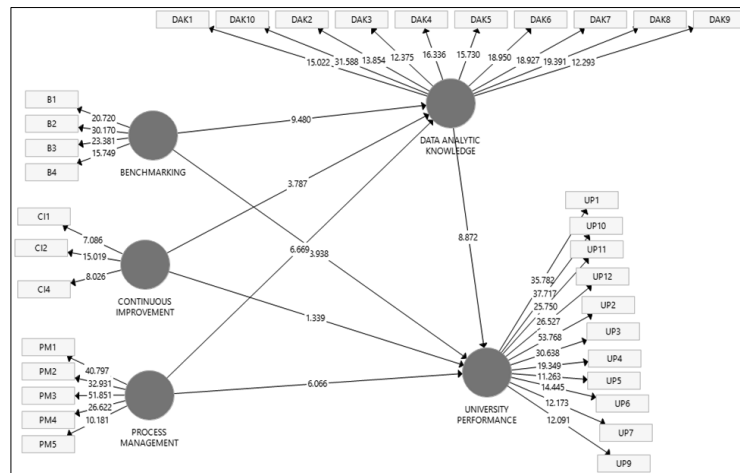 DAK1 DAK10 DAK2 DAK3 DAK4 DAK5 DAK6 DAK7 DAK8 DAK9
15.022 31.588 13.854 12.375 16.336 15.730 18.950 18.927 19.391 12.293
B1
B2
B3
B4
20.720
30.170
23.381
15.749
BENCHMARKING
9.480
DATA ANALYTIC
KNOWLEDGE
3.787
CI1
CI2
CI4
7.086
15.019
8.026
CONTINUOUS
IMPROVEMENT
6.669
3.938
8.872
1.339
PM1
PM2
PM3
PM4
PM5
40.797
32.931
51.851
26.622
10.181
PROCESS
MANAGEMENT
6.066
UNIVERSITY
PERFORMANCE
UP1
UP10
UP11
UP12
UP2
UP3
UP4
UP5
UP6
UP7
UP9
35.782
37.717
25.750
26.527
53.768
30.638
19.349
11.263
14.445
12.173
12.091